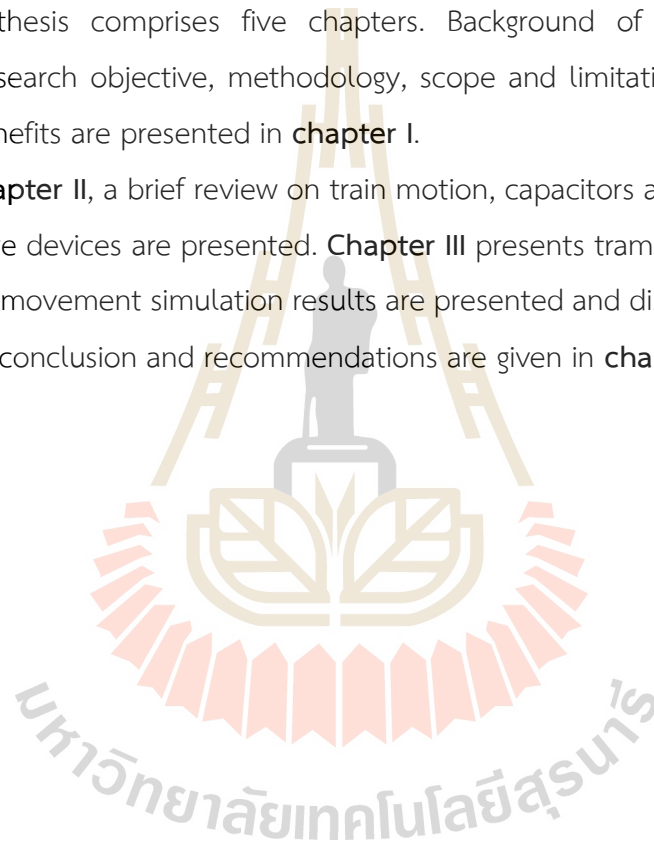 thesis comprises five chapters. Background of
search objective, methodology, scope and limitati
nefits are presented in chapter I.
apter II, a brief review on train motion, capacitors a
devices are presented. Chapter III presents tram
movement simulation results are presented and di
conclusion and recommendations are given in cha
มหาวิทยาลัยเทคโนโลยีสุรนารี